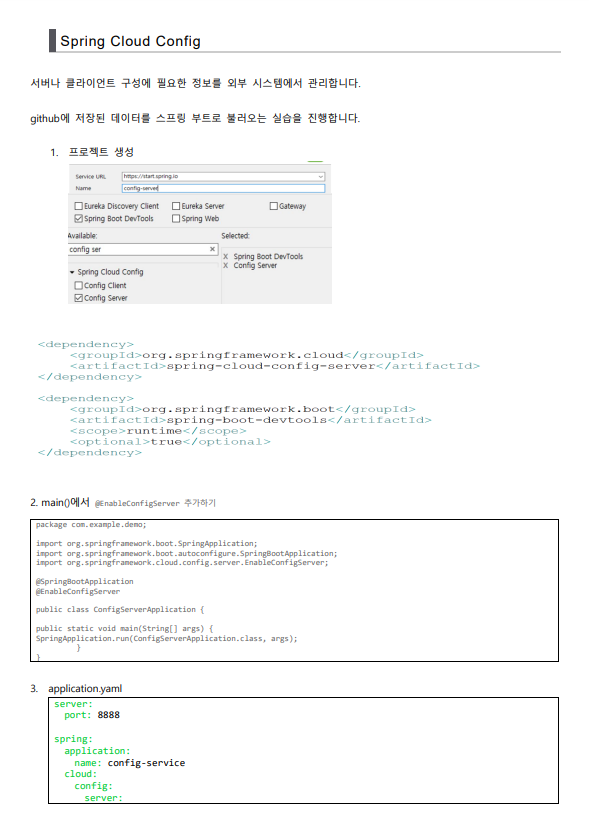 Spring Cloud Config
서버나 클라이언트 구성에 필요한 정보를 외부 시스템에서 관리합니다.
github에 저장된 데이터를 스프링 부트로 불러오는 실습을 진행합니다.
1. 프로젝트 생성
Service URL https://start.spring.io
Name config-server
Eureka Discovery Client Eureka Server Gateway
Spring Boot DevTools Spring Web
Available: Selected:
config ser
X Spring Boot DevTools
X Config Server
Spring Cloud Config
Config Client
Config Server
<dependency>
<groupId>org.springframework.cloud</groupId>
<artifactId>spring-cloud-config-server</artifactId>
</dependency>
<dependency>
<groupId>org.springframework.boot</groupId>
<artifactId>spring-boot-devtools</artifactId>
<scope>runtime</scope>
<optional>true</optional>
</dependency>
2. main()에서 @EnableConfigServer 추가하기
package com.example.demo;
import org.springframework.boot.SpringApplication;
import org.springframework.boot.autoconfigure.SpringBootApplication;
import org.springframework.cloud.config.server.EnableConfigServer;
@SpringBootApplication
@EnableConfigServer
public class ConfigServerApplication {
public static void main(String[] args) {
SpringApplication.run(ConfigServerApplication.class, args);
}
}
3. application.yaml
server:
port: 8888
spring:
application:
name: config-service
cloud:
config:
server: